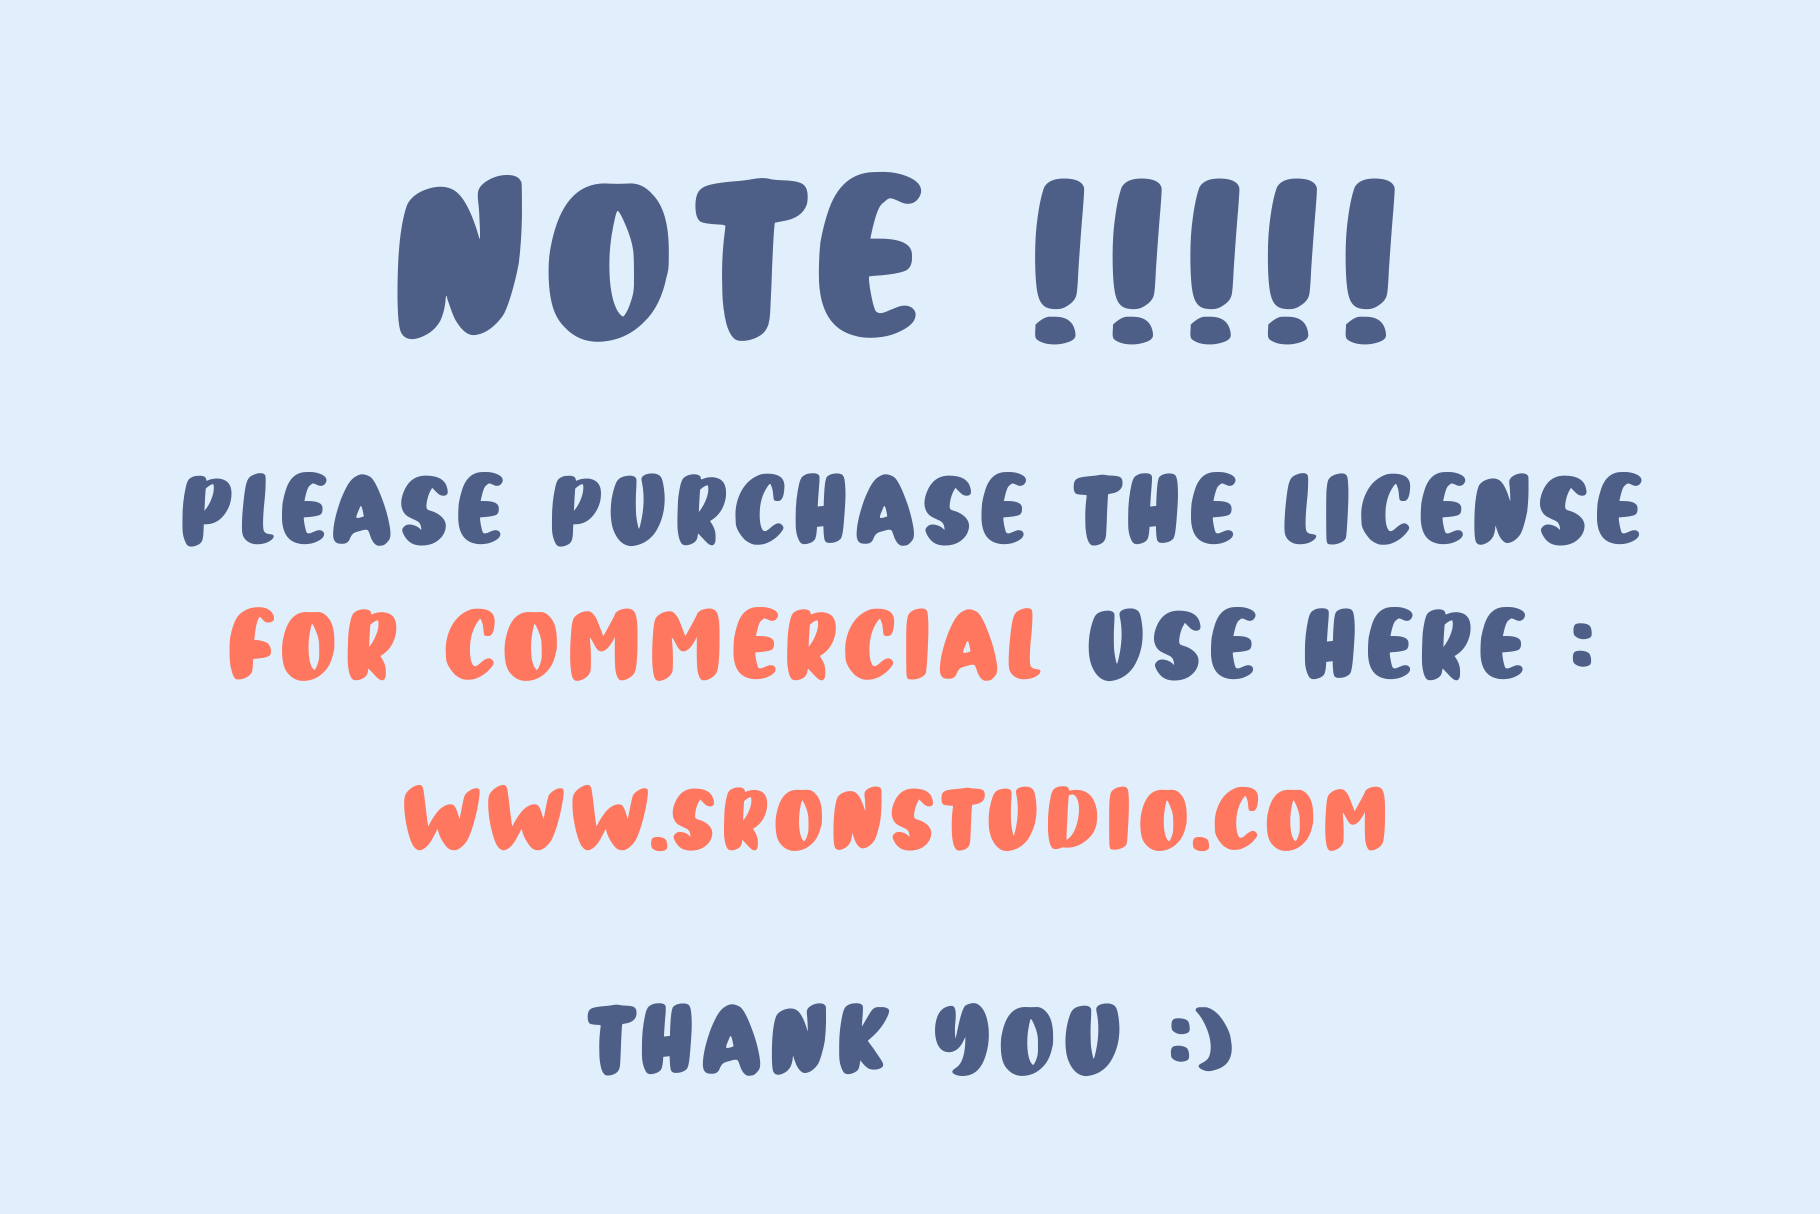 NOTE !!!!!
PLEASE PURCHASE THE LICENSE
FOR COMMERCIAL USE HERE :
WWW.SRONSTUDIO.COM
THANK YOU :)